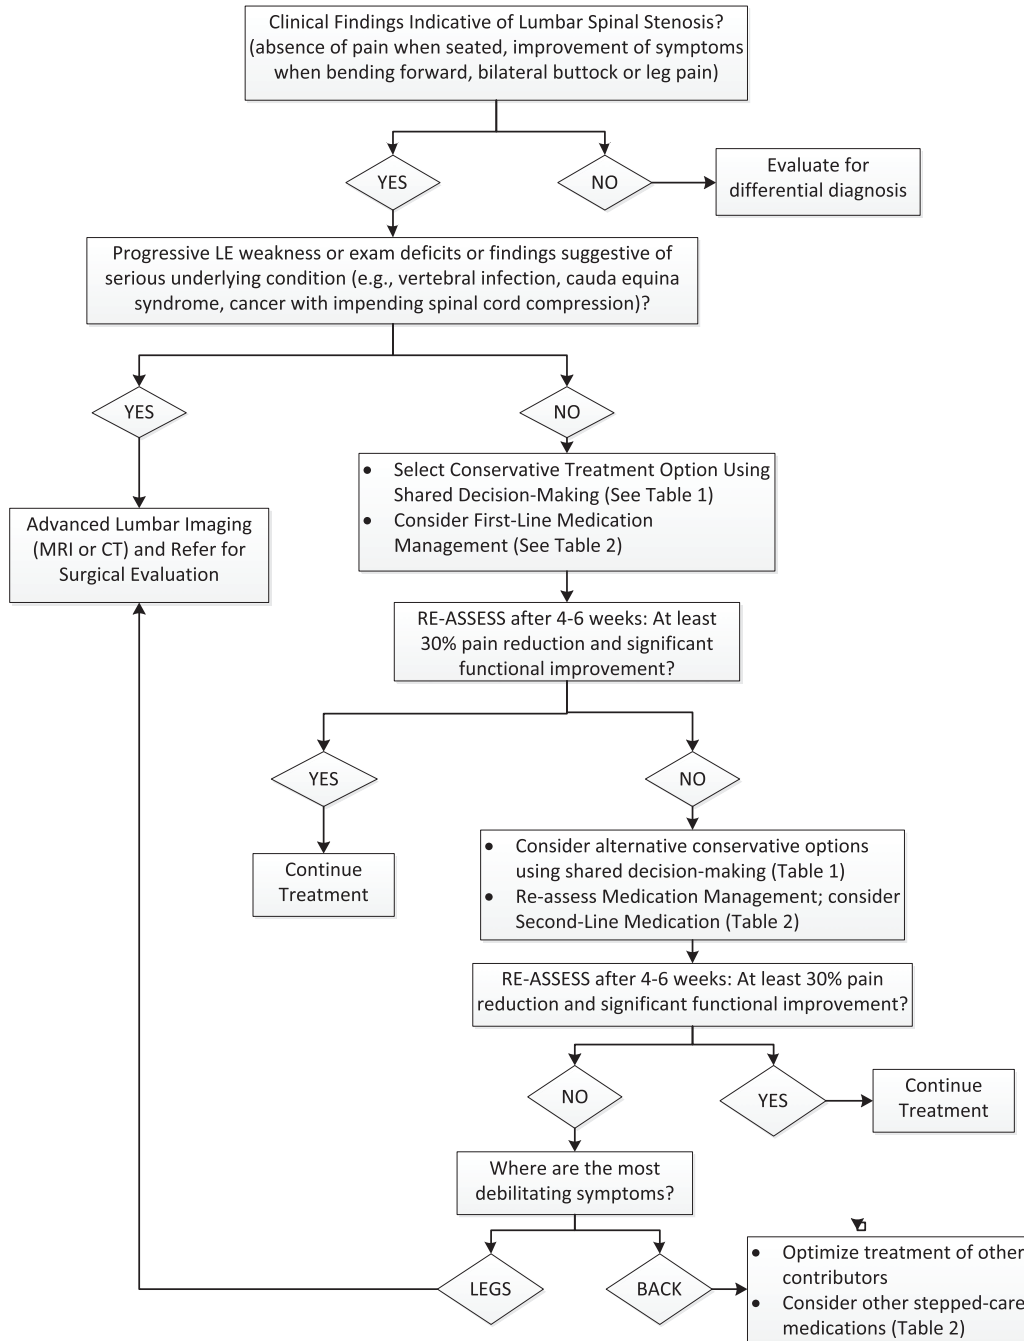 Clinical Findings Indicative of Lumbar Spinal Stenosis?
(absence of pain when seated, improvement of symptoms
when bending forward, bilateral buttock or leg pain)
YES
NO
Evaluate for
differential diagnosis
Progressive LE weakness or exam deficits or findings suggestive of
serious underlying condition (e.g., vertebral infection, cauda equina
syndrome, cancer with impending spinal cord compression)?
YES
NO
Advanced Lumbar Imaging
(MRI or CT) and Refer for
Surgical Evaluation
• Select Conservative Treatment Option Using
Shared Decision-Making (See Table 1)
• Consider First-Line Medication
Management (See Table 2)
RE-ASSESS after 4-6 weeks: At least
30% pain reduction and significant
functional improvement?
YES
NO
Continue
Treatment
• Consider alternative conservative options
using shared decision-making (Table 1)
• Re-assess Medication Management; consider
Second-Line Medication (Table 2)
RE-ASSESS after 4-6 weeks: At least 30% pain
reduction and significant functional improvement?
NO
YES
Continue
Treatment
Where are the most
debilitating symptoms?
LEGS
BACK
• Optimize treatment of other
contributors
• Consider other stepped-care
medications (Table 2)